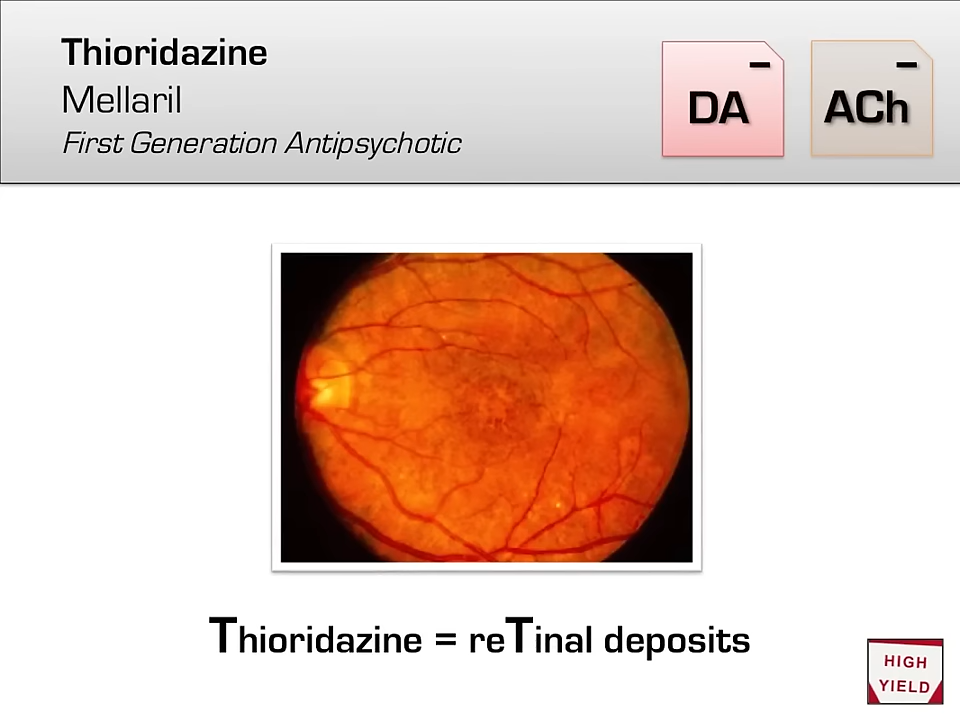 Thioridazine
Mellaril
First Generation Antipsychotic
–
DA
–
ACh
Thioridazine = reTinal deposits
HIGH
YIELD